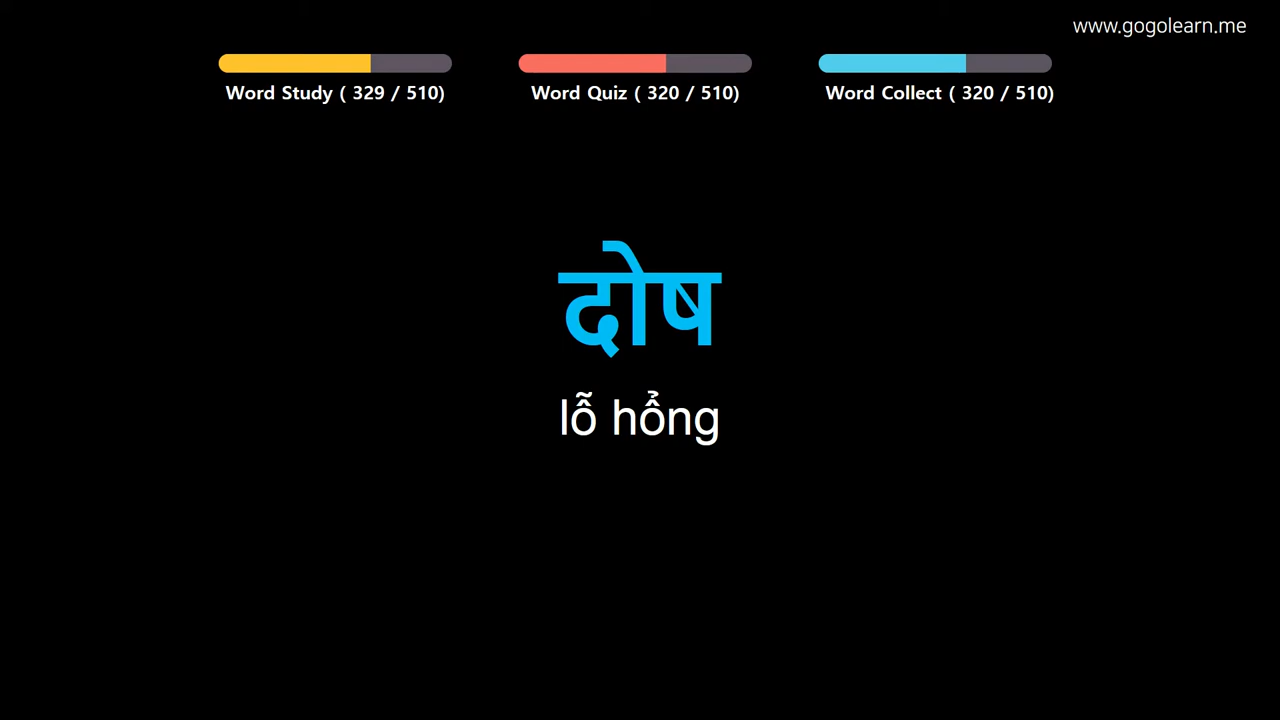 www.gogolearn.me
Word Study ( 329 / 510)
Word Quiz ( 320 / 510)
Word Collect ( 320 / 510)
दोष
lỗ hổng